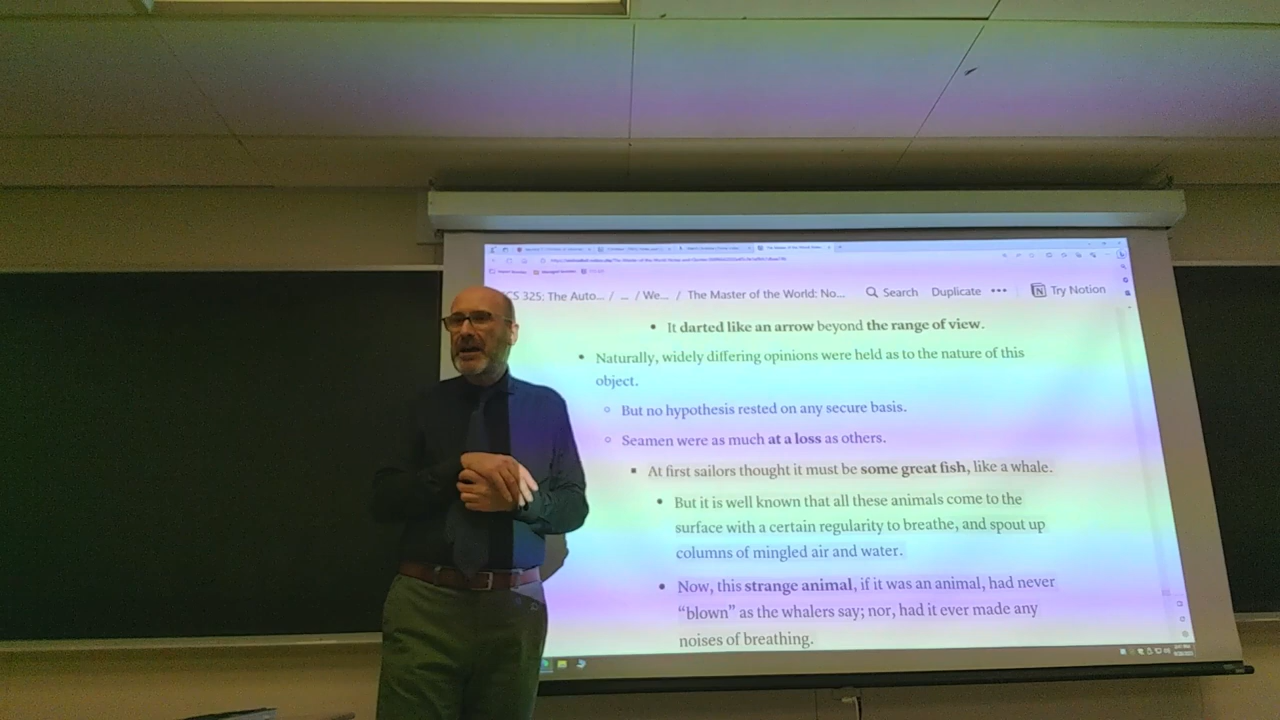 CS 325: The Auto... / ... / We... / The Master of the World: No... Search Duplicate ••• Try Notion
• It darted like an arrow beyond the range of view.
• Naturally, widely differing opinions were held as to the nature of this
object.
◦ But no hypothesis rested on any secure basis.
◦ Seamen were as much at a loss as others.
▪ At first sailors thought it must be some great fish, like a whale.
• But it is well known that all these animals come to the
surface with a certain regularity to breathe, and spout up
columns of mingled air and water.
• Now, this strange animal, if it was an animal, had never
“blown” as the whalers say; nor, had it ever made any
noises of breathing.